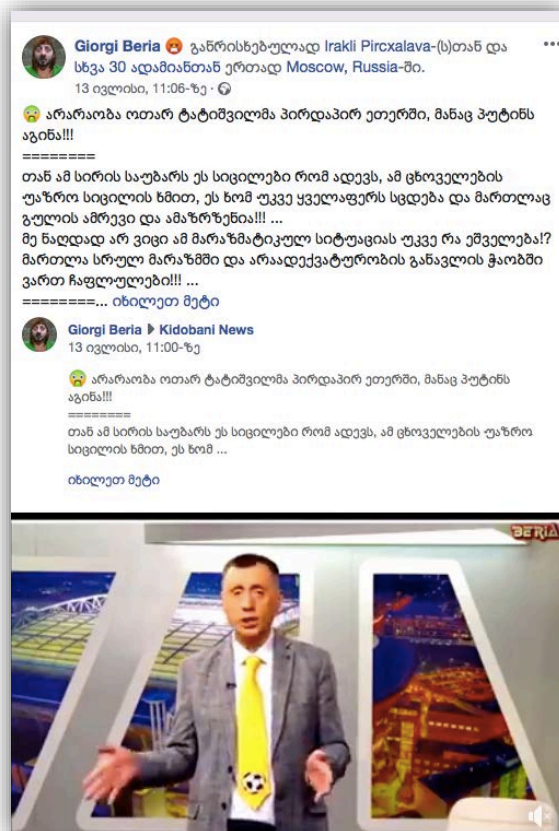 Giorgi Beria 😡 განრისხებულად Irakli Pircxalava-(ს)თან და
სხვა 30 ადამიანთან ერთად Moscow, Russia-ში.
13 ივლისი, 11:06-ზე ·
🤮 არარაობა ოთარ ტატიშვილმა პირდაპირ ეთერში, მანაც პუტინს
აგინა!!!
========
თან ამ სირის საუბარს ეს სიცილები რომ ადევს, ამ ცხოველების
უაზრო სიცილის ხმით, ეს ხომ უკვე ყველაფერს სცდება და მართლაც
გულის ამრევი და ამაზრზენია!!! ...
მე ნაღდად არ ვიცი ამ მარაზმატიკულ სიტუაციას უკვე რა ეშველება!?
მართლა სრულ მარაზმში და არაადექვატურობის განავლის ჭაობში
ვართ ჩაფლულები!!! ...
========... იხილეთ მეტი
Giorgi Beria ▶ Kidobani News
13 ივლისი, 11:00-ზე
🤮 არარაობა ოთარ ტატიშვილმა პირდაპირ ეთერში, მანაც პუტინს
აგინა!!!
========
თან ამ სირის საუბარს ეს სიცილები რომ ადევს, ამ ცხოველების უაზრო
სიცილის ხმით, ეს ხომ ...
იხილეთ მეტი
BERIA